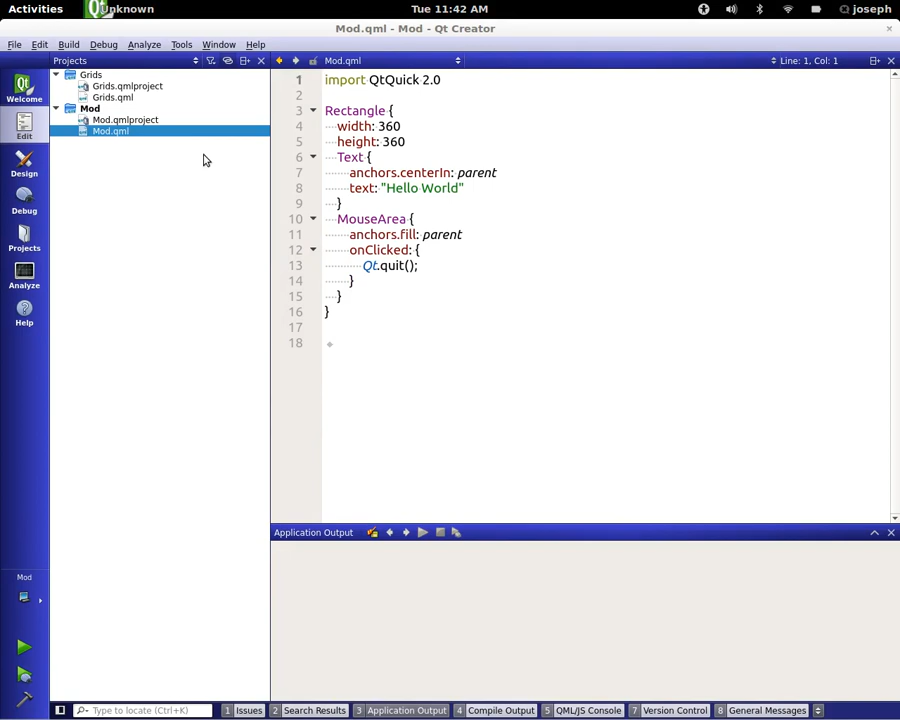 Activities Unknown Tue 11:42 AM joseph
Mod.qml - Mod - Qt Creator
File Edit Build Debug Analyze Tools Window Help
Projects Mod.qml Line: 1, Col: 1
Grids
Grids.qmlproject
Grids.qml
Mod
Mod.qmlproject
Mod.qml
Welcome
Edit
Design
Debug
Projects
Analyze
Help
1 import QtQuick 2.0
2
3 Rectangle {
4 width: 360
5 height: 360
6 Text {
7 anchors.centerIn: parent
8 text: "Hello World"
9 }
10 MouseArea {
11 anchors.fill: parent
12 onClicked: {
13 Qt.quit();
14 }
15 }
16 }
17
18
Application Output
Mod
Type to locate (Ctrl+K) 1 Issues 2 Search Results 3 Application Output 4 Compile Output 5 QML/JS Console 7 Version Control 8 General Messages